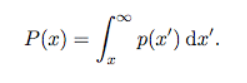 P(x) = ∫_x^∞ p(x′) dx′.